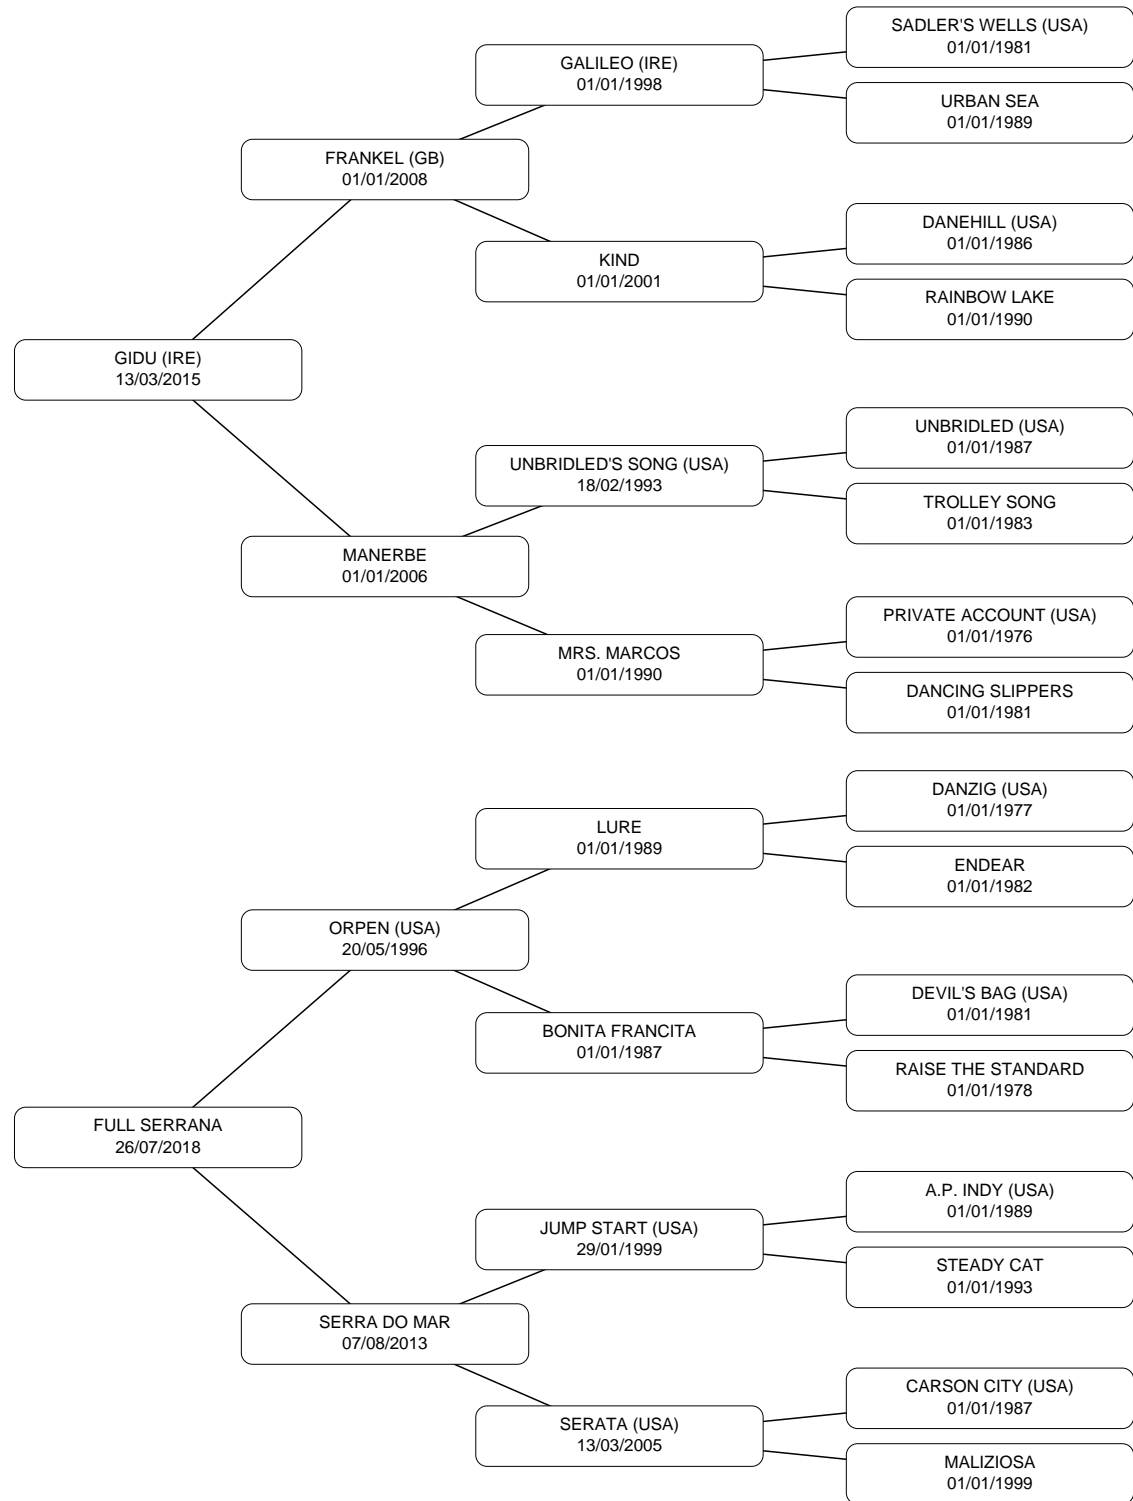 SADLER'S WELLS (USA)
01/01/1981
GALILEO (IRE)
01/01/1998
URBAN SEA
01/01/1989
FRANKEL (GB)
01/01/2008
DANEHILL (USA)
01/01/1986
KIND
01/01/2001
RAINBOW LAKE
01/01/1990
GIDU (IRE)
13/03/2015
UNBRIDLED (USA)
01/01/1987
UNBRIDLED'S SONG (USA)
18/02/1993
TROLLEY SONG
01/01/1983
MANERBE
01/01/2006
PRIVATE ACCOUNT (USA)
01/01/1976
MRS. MARCOS
01/01/1990
DANCING SLIPPERS
01/01/1981
DANZIG (USA)
01/01/1977
LURE
01/01/1989
ENDEAR
01/01/1982
ORPEN (USA)
20/05/1996
DEVIL'S BAG (USA)
01/01/1981
BONITA FRANCITA
01/01/1987
RAISE THE STANDARD
01/01/1978
FULL SERRANA
26/07/2018
A.P. INDY (USA)
01/01/1989
JUMP START (USA)
29/01/1999
STEADY CAT
01/01/1993
SERRA DO MAR
07/08/2013
CARSON CITY (USA)
01/01/1987
SERATA (USA)
13/03/2005
MALIZIOSA
01/01/1999